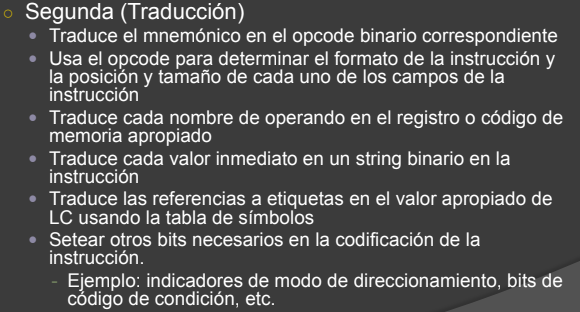 Segunda (Traducción)
Traduce el mnemónico en el opcode binario correspondiente
Usa el opcode para determinar el formato de la instrucción y
la posición y tamaño de cada uno de los campos de la
instrucción
Traduce cada nombre de operando en el registro o código de
memoria apropiado
Traduce cada valor inmediato en un string binario en la
instrucción
Traduce las referencias a etiquetas en el valor apropiado de
LC usando la tabla de símbolos
Setear otros bits necesarios en la codificación de la
instrucción.
- Ejemplo: indicadores de modo de direccionamiento, bits de
código de condición, etc.